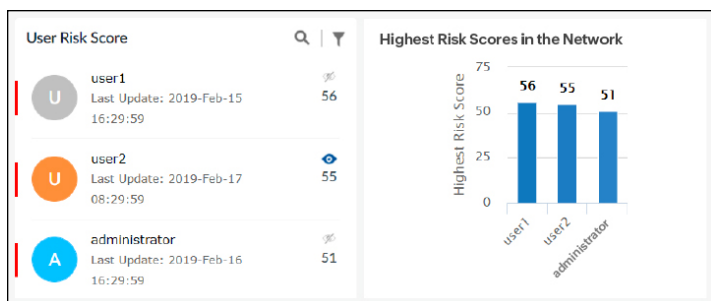 User Risk Score
U
user1
Last Update: 2019-Feb-15
16:29:59
56
U
user2
Last Update: 2019-Feb-17
08:29:59
55
A
administrator
Last Update: 2019-Feb-16
16:29:59
51
Highest Risk Scores in the Network
Highest Risk Score
75
50
25
0
56
55
51
user1
user2
administrator